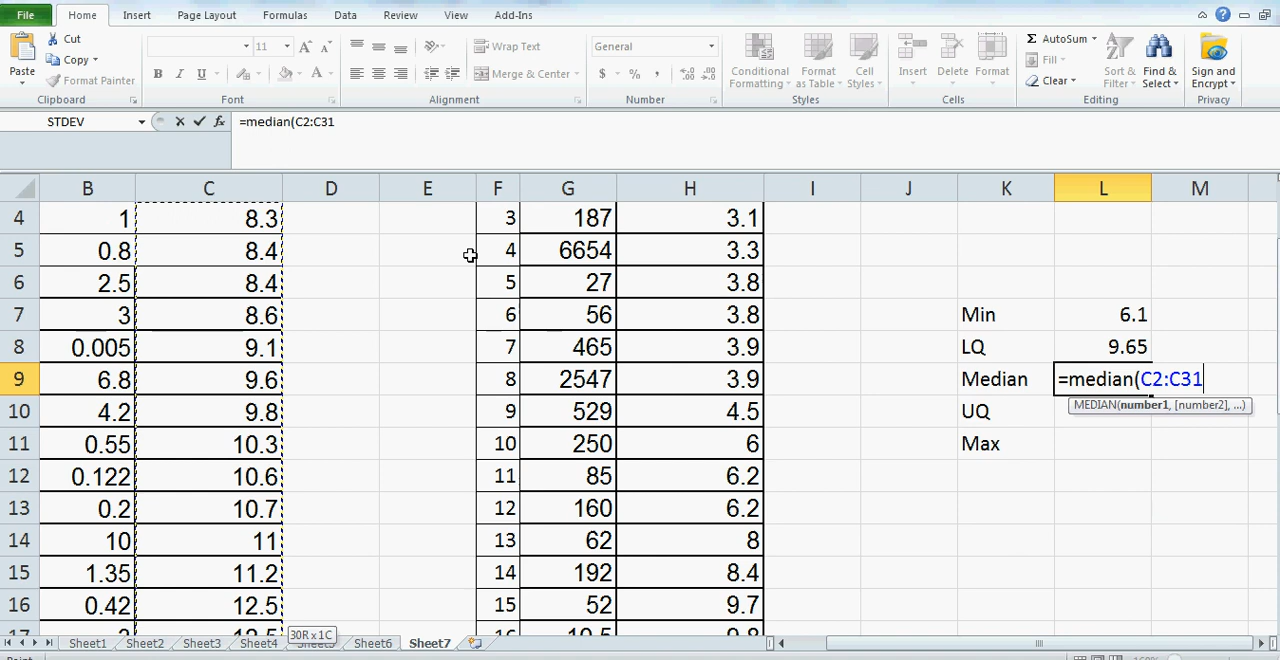 File Home Insert Page Layout Formulas Data Review View Add-Ins
Paste Cut Copy Format Painter
11 A A Wrap Text General
B I U A Merge & Center $ % ,
Conditional Formatting Format as Table Cell Styles
Insert Delete Format
Σ AutoSum Fill Clear Sort & Filter Find & Select
Sign and Encrypt
Clipboard Font Alignment Number Styles Cells Editing Privacy
STDEV fx =median(C2:C31
B C D E F G H I J K L M
4 1 8.3 3 187 3.1
5 0.8 8.4 4 6654 3.3
6 2.5 8.4 5 27 3.8
7 3 8.6 6 56 3.8 Min 6.1
8 0.005 9.1 7 465 3.9 LQ 9.65
9 6.8 9.6 8 2547 3.9 Median =median(C2:C31
MEDIAN(number1, [number2], ...)
10 4.2 9.8 9 529 4.5 UQ
11 0.55 10.3 10 250 6 Max
12 0.122 10.6 11 85 6.2
13 0.2 10.7 12 160 6.2
14 10 11 13 62 8
15 1.35 11.2 14 192 8.4
16 0.42 12.5 15 52 9.7
30R x 1C
Sheet1 Sheet2 Sheet3 Sheet4 Sheet6 Sheet7